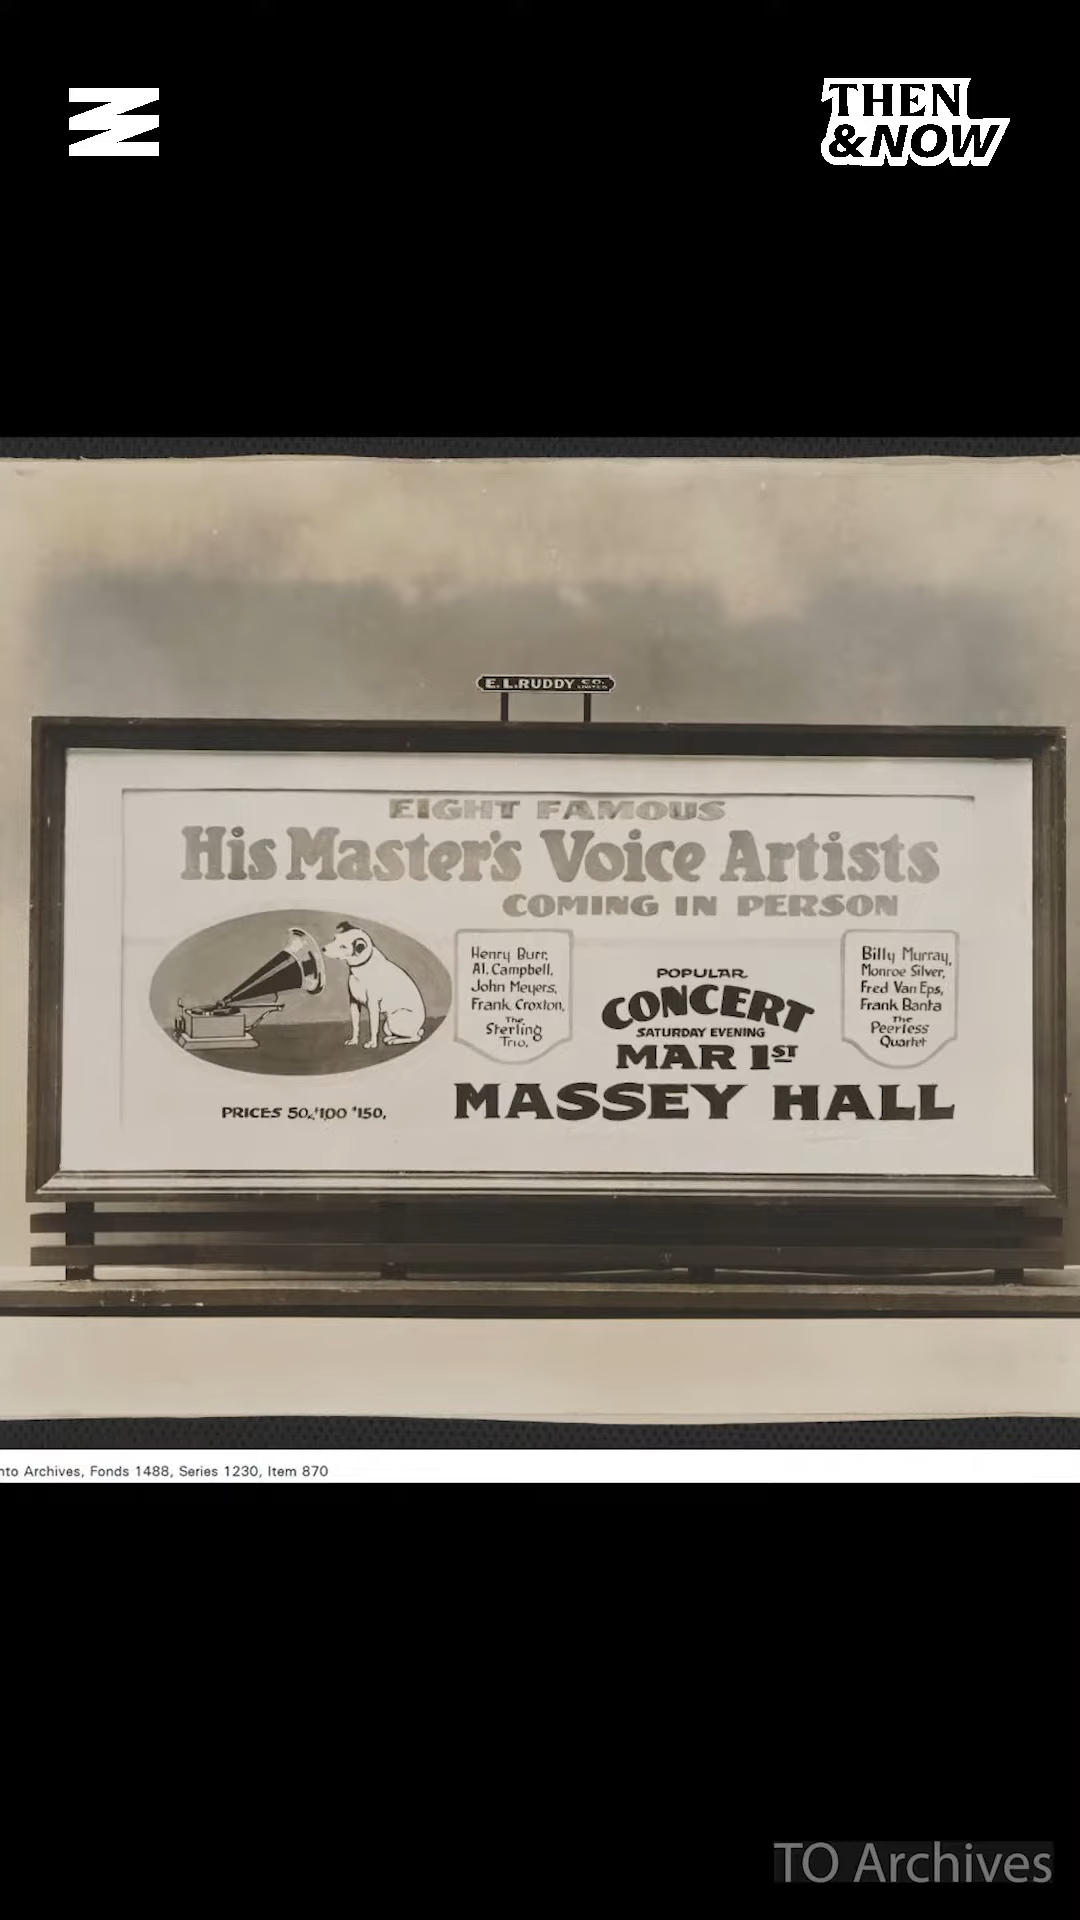 THEN
&NOW
E.L.RUDDY CO.
LIMITED
EIGHT FAMOUS
His Master's Voice Artists
COMING IN PERSON
Henry Burr,
Al. Campbell,
John Meyers,
Frank Croxton,
The
Sterling
Trio.
POPULAR
CONCERT
SATURDAY EVENING
MAR 1ST
MASSEY HALL
Billy Murray,
Monroe Silver,
Fred Van Eps,
Frank Banta
The
Peerless
Quartet
PRICES 50,$100 $150,
nto Archives, Fonds 1488, Series 1230, Item 870
TO Archives